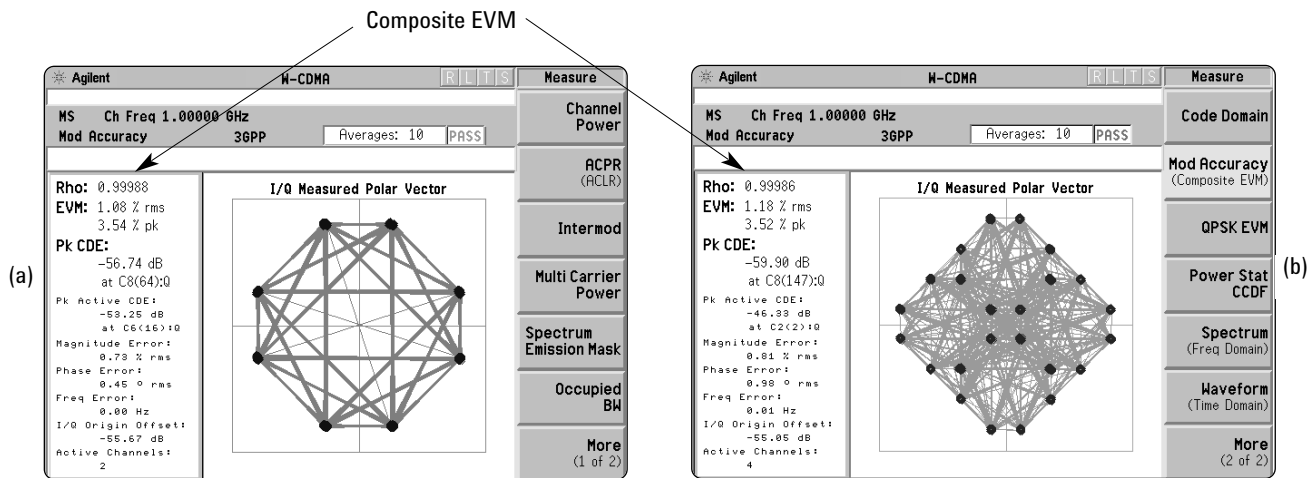 Composite EVM
(a)
Agilent W-CDMA R L T S Measure
MS Ch Freq 1.00000 GHz
Mod Accuracy 3GPP Averages: 10 PASS
Rho: 0.99988
EVM: 1.08 % rms
3.54 % pk
Pk CDE:
-56.74 dB
at C8(64):Q
Pk Active CDE:
-53.25 dB
at C6(16):Q
Magnitude Error:
0.73 % rms
Phase Error:
0.45 º rms
Freq Error:
0.00 Hz
I/Q Origin Offset:
-55.67 dB
Active Channels:
2
I/Q Measured Polar Vector
Channel
Power
ACPR
(ACLR)
Intermod
Multi Carrier
Power
Spectrum
Emission Mask
Occupied
BW
More
(1 of 2)
Agilent W-CDMA R L T S Measure
MS Ch Freq 1.00000 GHz
Mod Accuracy 3GPP Averages: 10 PASS
Rho: 0.99986
EVM: 1.18 % rms
3.52 % pk
Pk CDE:
-59.90 dB
at C8(147):Q
Pk Active CDE:
-46.33 dB
at C2(2):Q
Magnitude Error:
0.81 % rms
Phase Error:
0.98 º rms
Freq Error:
0.01 Hz
I/Q Origin Offset:
-55.05 dB
Active Channels:
4
I/Q Measured Polar Vector
Code Domain
Mod Accuracy
(Composite EVM)
QPSK EVM
Power Stat
CCDF
Spectrum
(Freq Domain)
Waveform
(Time Domain)
More
(2 of 2)
(b)